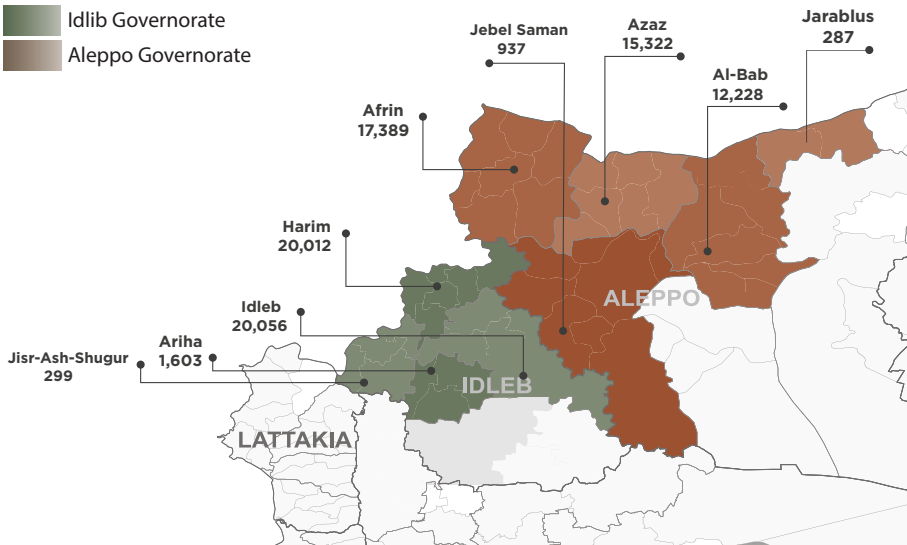 Idlib Governorate
Aleppo Governorate
Jebel Saman
937
Azaz
15,322
Jarablus
287
Al-Bab
12,228
Afrin
17,389
Harim
20,012
Idleb
20,056
Ariha
1,603
Jisr-Ash-Shugur
299
ALEPPO
IDLEB
LATTAKIA